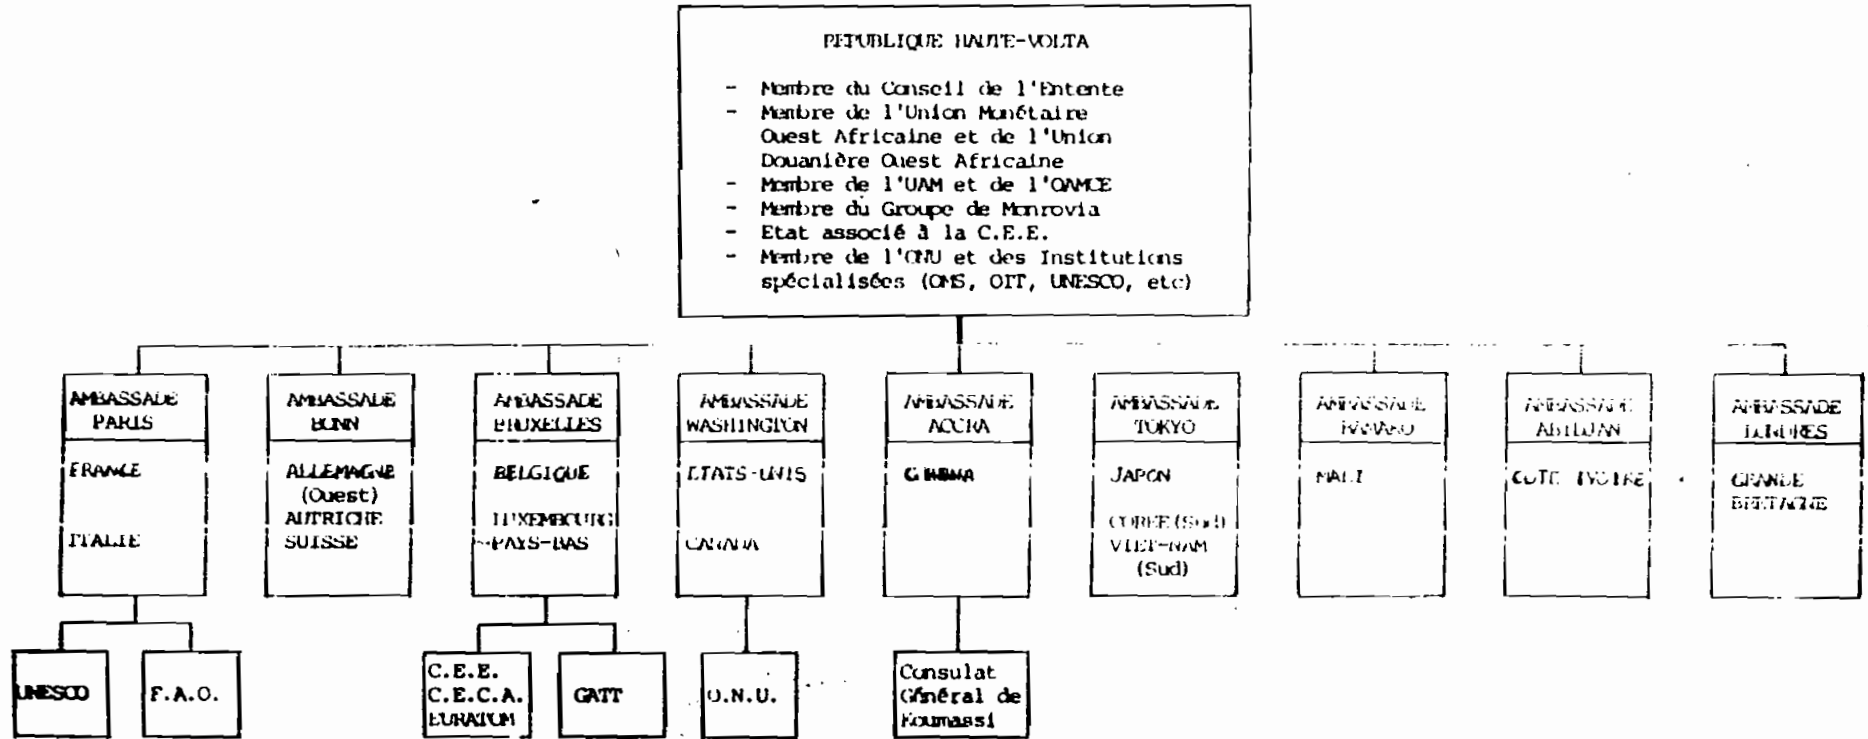 REPUBLIQUE HAUTE-VOLTA
- Membre du Conseil de l'Entente
- Membre de l'Union Monétaire
Ouest Africaine et de l'Union
Douanière Ouest Africaine
- Membre de l'UAM et de l'OAMCE
- Membre du Groupe de Monrovia
- Etat associé à la C.E.E.
- Membre de l'ONU et des Institutions
spécialisées (OMS, OIT, UNESCO, etc)
AMBASSADE
PARIS
FRANCE
ITALIE
AMBASSADE
BONN
ALLEMAGNE
(Ouest)
AUTRICHE
SUISSE
AMBASSADE
BRUXELLES
BELGIQUE
LUXEMBOURG
PAYS-BAS
AMBASSADE
WASHINGTON
ETATS-UNIS
CANADA
AMBASSADE
ACCRA
GHANA
AMBASSADE
TOKYO
JAPON
COREE (Sud)
VIET-NAM
(Sud)
AMBASSADE
BAMAKO
MALI
AMBASSADE
ABIDJAN
COTE IVOIRE
AMBASSADE
LONDRES
GRANDE
BRETAGNE
UNESCO
F.A.O.
C.E.E.
C.E.C.A.
EURATOM
GATT
O.N.U.
Consulat
Général de
Koumassi